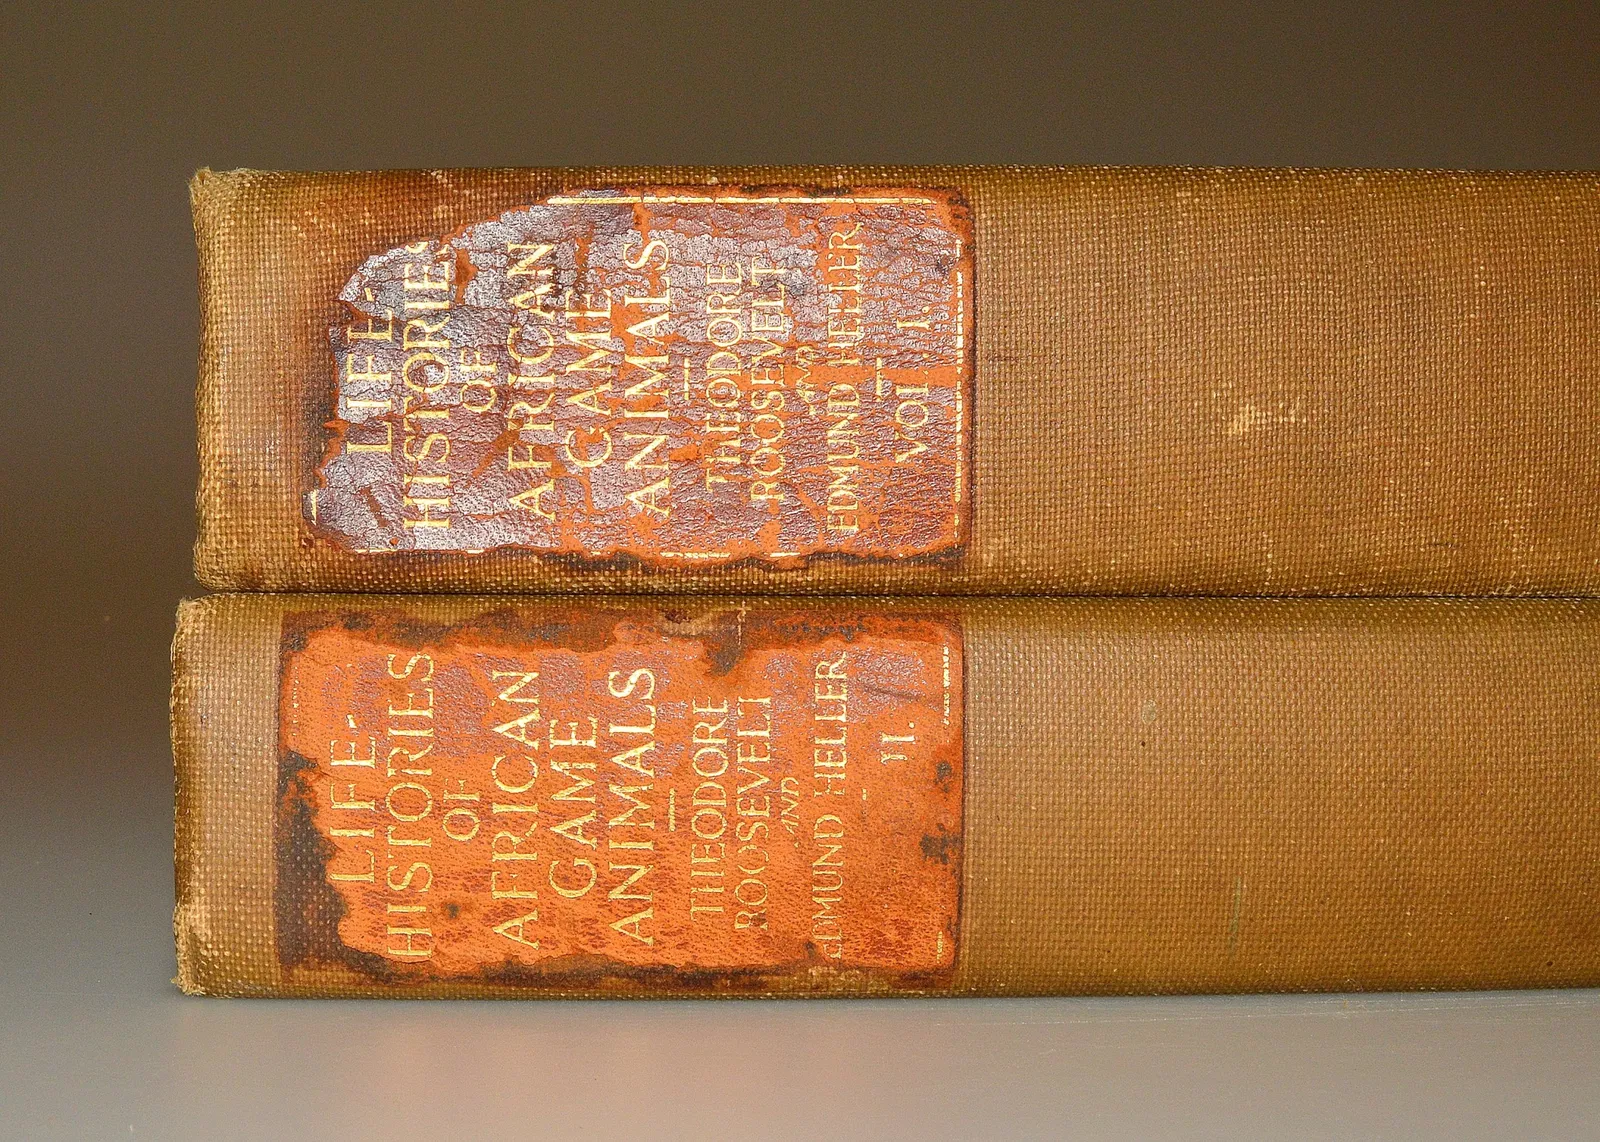 LIFE-
HISTORIES
OF
AFRICAN
GAME
ANIMALS
THEODORE
ROOSEVELT
AND
EDMUND HELLER
VOL. I.
LIFE-
HISTORIES
OF
AFRICAN
GAME
ANIMALS
THEODORE
ROOSEVELT
AND
EDMUND HELLER
II.